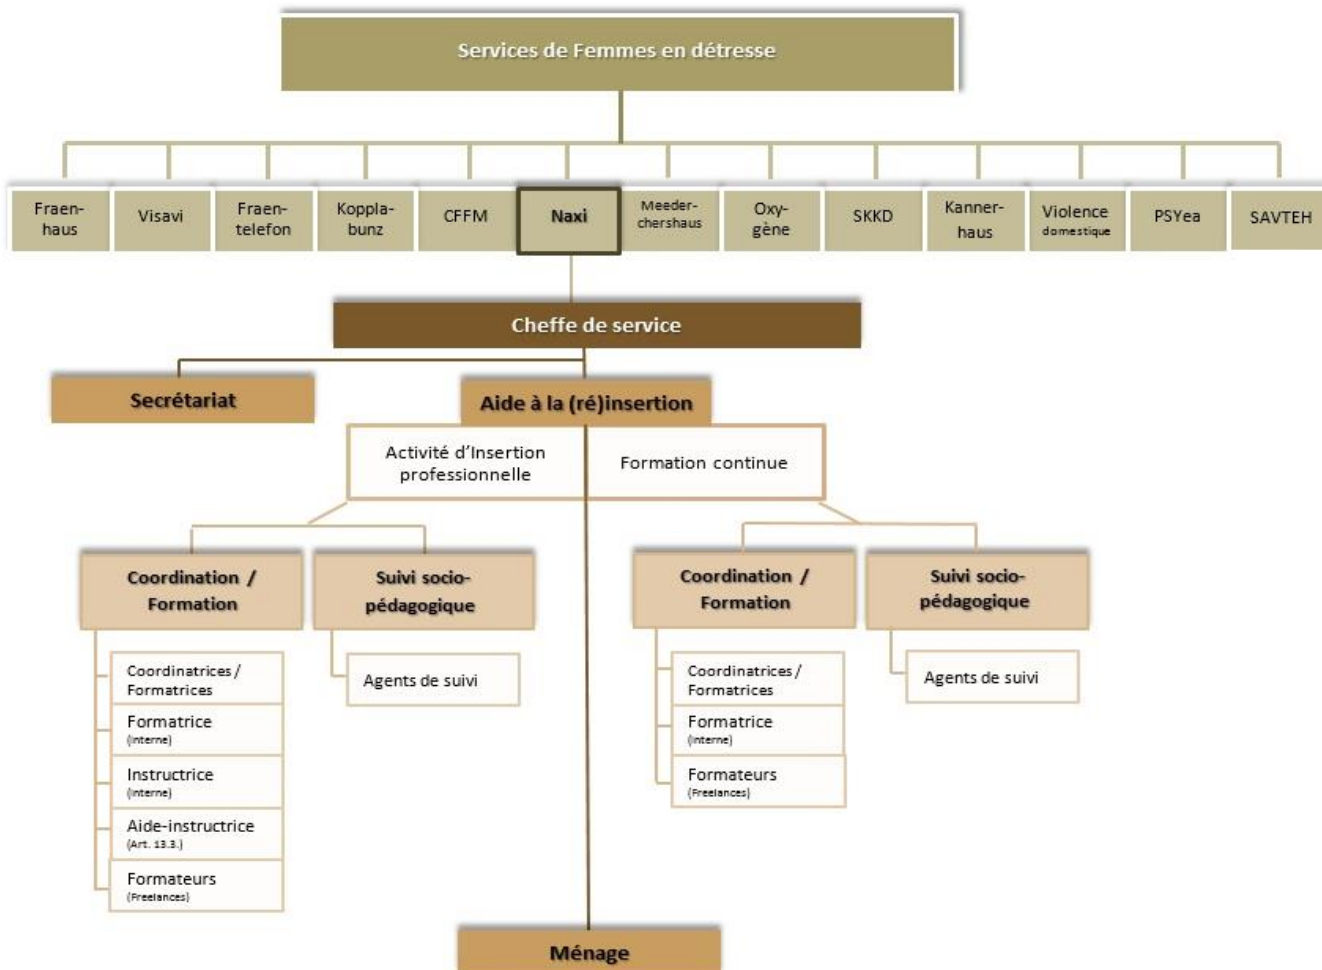 Services de Femmes en détresse
Fraen-
haus
Visavi
Fraen-
telefon
Koppla-
bunz
CFFM
Naxi
Meeder-
chershaus
Oxy-
gène
SKKD
Kanner-
haus
Violence
domestique
PSYea
SAVTEH
Cheffe de service
Secrétariat
Aide à la (ré)insertion
Activité d’Insertion
professionnelle
Formation continue
Coordination /
Formation
Suivi socio-
pédagogique
Coordination /
Formation
Suivi socio-
pédagogique
Coordinatrices /
Formatrices
Formatrice
(Interne)
Instructrice
(Interne)
Aide-instructrice
(Art. 13.3.)
Formateurs
(Freelances)
Agents de suivi
Coordinatrices /
Formatrices
Formatrice
(Interne)
Formateurs
(Freelances)
Agents de suivi
Ménage